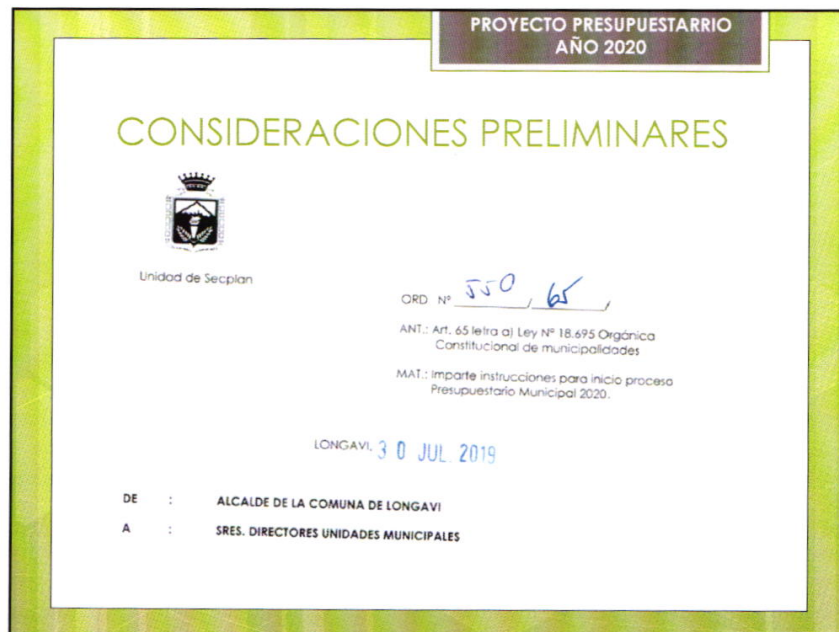 PROYECTO PRESUPUESTARRIO
AÑO 2020
CONSIDERACIONES PRELIMINARES
Unidad de Secplan
ORD Nº 550 / 65 /
ANT.: Art. 65 letra a) Ley Nº 18.695 Orgánica
Constitucional de municipalidades
MAT.: Imparte instrucciones para inicio proceso
Presupuestario Municipal 2020.
LONGAVI, 30 JUL. 2019
DE : ALCALDE DE LA COMUNA DE LONGAVI
A : SRES. DIRECTORES UNIDADES MUNICIPALES